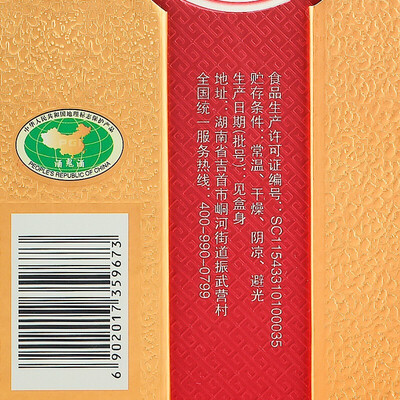 食品生产许可证编号: SC11543310100035
贮存条件: 常温、干燥、阴凉、避光
生产日期(批号): 见盒身
地址: 湖南省吉首市峒河街道振武营村
全国统一服务热线: 400-990-0799
中华人民共和国地理标志保护产品
PEOPLE'S REPUBLIC OF CHINA
6 902017 359673